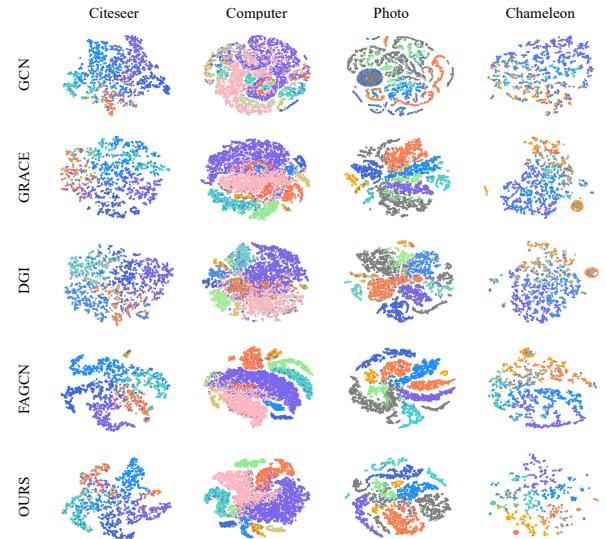 Citeseer Computer Photo Chameleon
GCN
GRACE
DGI
FAGCN
OURS